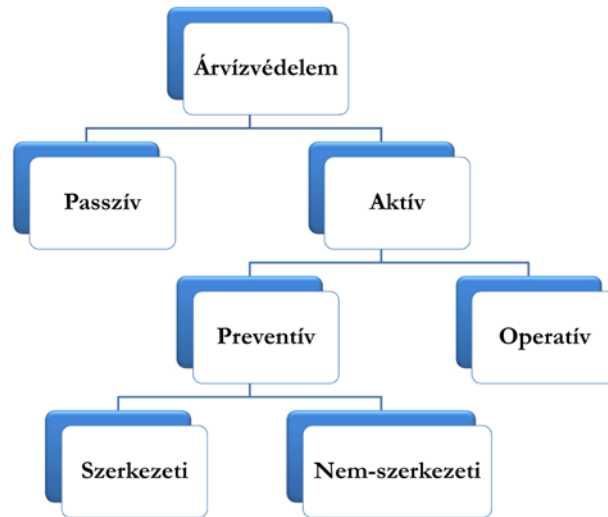 Árvízvédelem
Passzív
Aktív
Preventív
Operatív
Szerkezeti
Nem-szerkezeti